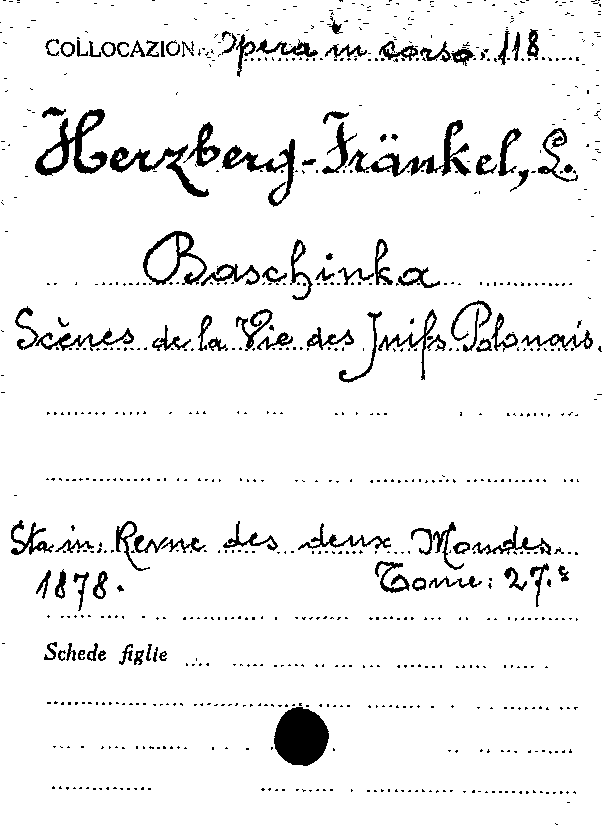 COLLOCAZIONE Opera in corso. 118
Herzberg-Fränkel, L.
Baschinka
Scènes de la Vie des Juifs Polonais.
Sta in: Revue des deux Mondes.
1878. Tome: 27.e
Schede figlie